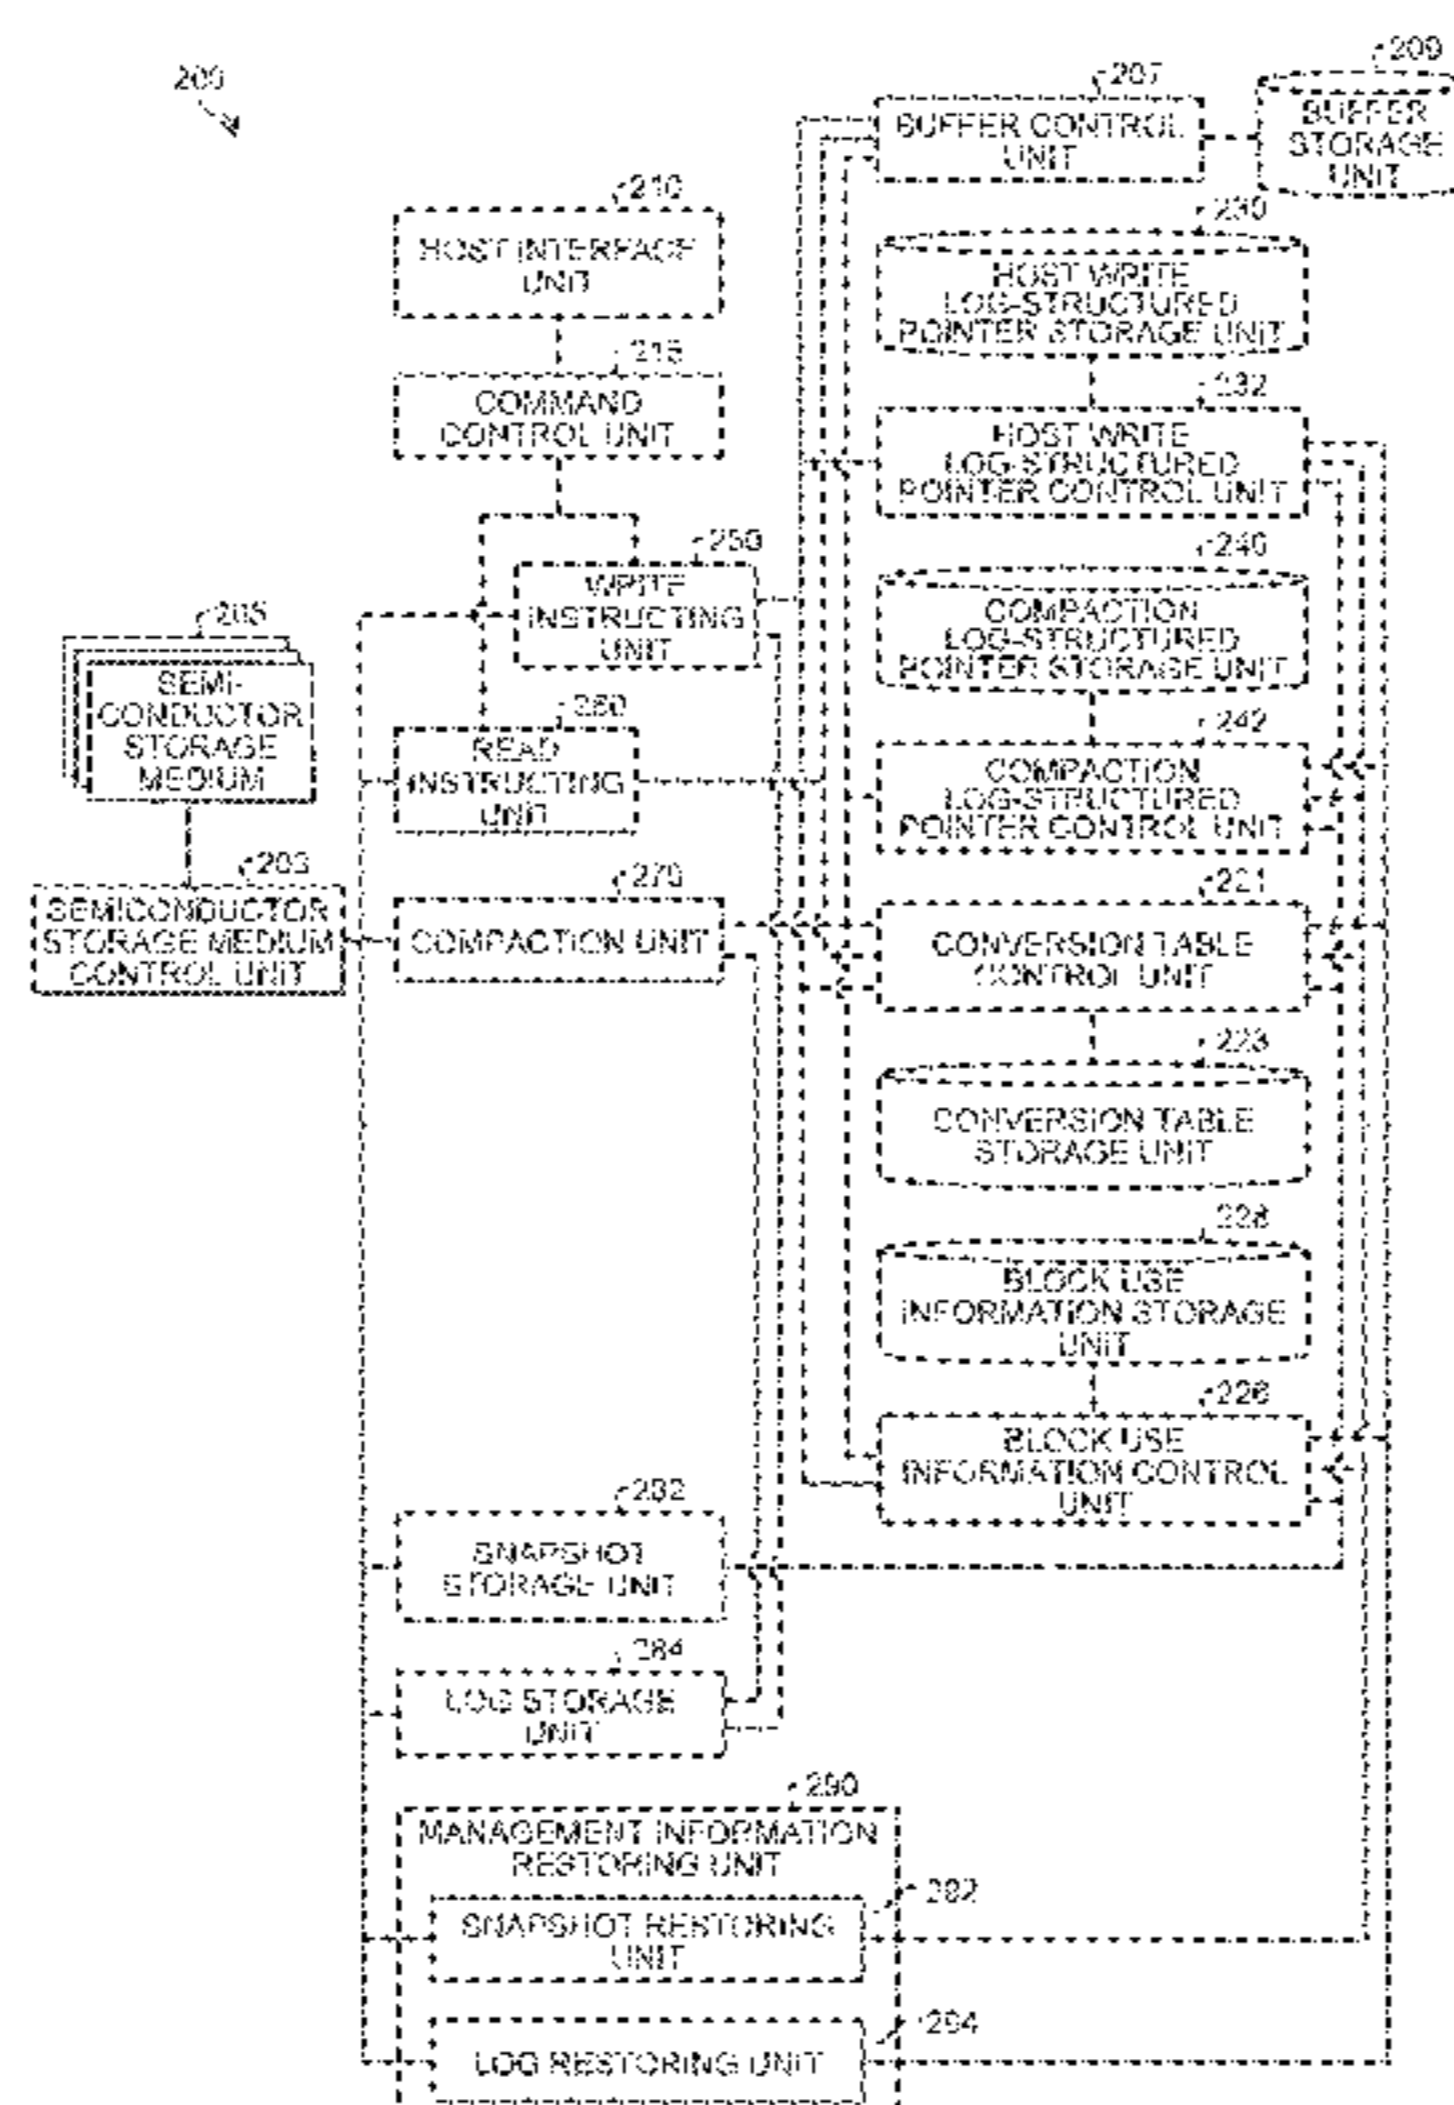 200
207
BUFFER CONTROL
UNIT
209
BUFFER
STORAGE
UNIT
210
HOST INTERFACE
UNIT
215
COMMAND
CONTROL UNIT
230
HOST WRITE
LOG-STRUCTURED
POINTER STORAGE UNIT
232
HOST WRITE
LOG-STRUCTURED
POINTER CONTROL UNIT
250
WRITE
INSTRUCTING
UNIT
240
COMPACTION
LOG-STRUCTURED
POINTER STORAGE UNIT
205
SEMI-
CONDUCTOR
STORAGE
MEDIUM
260
READ
INSTRUCTING
UNIT
242
COMPACTION
LOG-STRUCTURED
POINTER CONTROL UNIT
203
SEMICONDUCTOR
STORAGE MEDIUM
CONTROL UNIT
270
COMPACTION UNIT
221
CONVERSION TABLE
CONTROL UNIT
223
CONVERSION TABLE
STORAGE UNIT
228
BLOCK USE
INFORMATION STORAGE
UNIT
226
BLOCK USE
INFORMATION CONTROL
UNIT
282
SNAPSHOT
STORAGE UNIT
284
LOG STORAGE
UNIT
290
MANAGEMENT INFORMATION
RESTORING UNIT
292
SNAPSHOT RESTORING
UNIT
294
LOG RESTORING UNIT